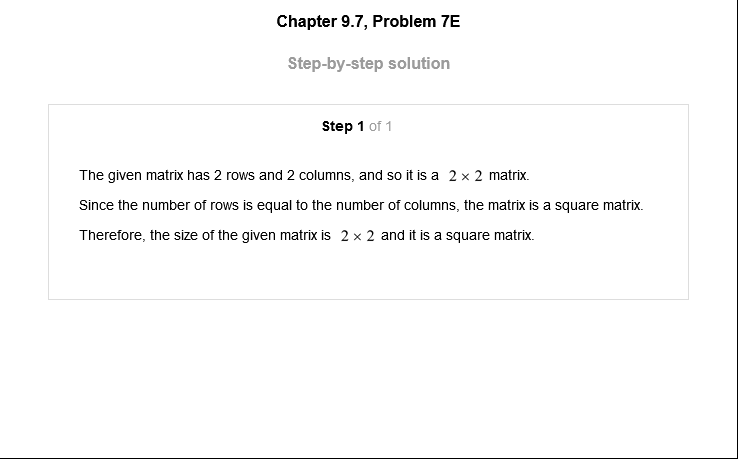 Chapter 9.7, Problem 7E
Step-by-step solution
Step 1 of 1
The given matrix has 2 rows and 2 columns, and so it is a 2 × 2 matrix.
Since the number of rows is equal to the number of columns, the matrix is a square matrix.
Therefore, the size of the given matrix is 2 × 2 and it is a square matrix.